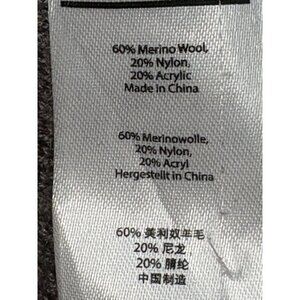 60% Merino Wool,
20% Nylon,
20% Acrylic
Made in China
60% Merinowolle,
20% Nylon,
20% Acryl
Hergestellt in China
60% 美利奴羊毛
20% 尼龙
20% 腈纶
中国制造